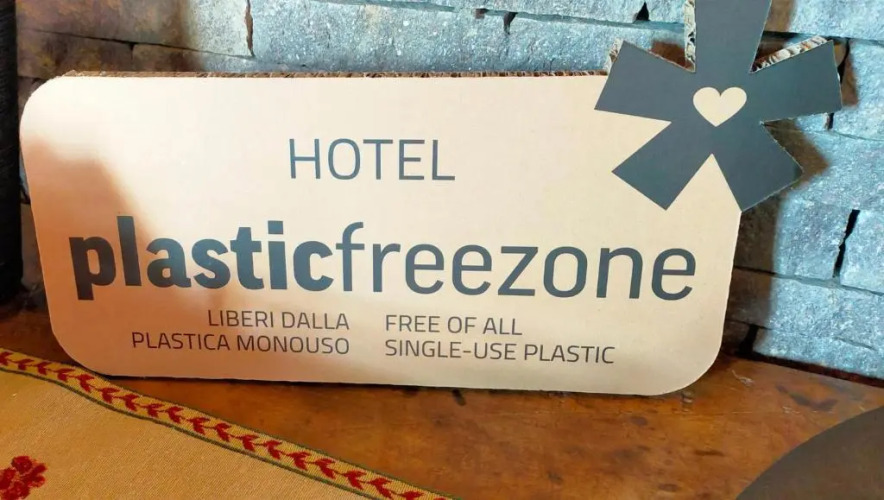 HOTEL
plasticfreezone
LIBERI DALLA
PLASTICA MONOUSO
FREE OF ALL
SINGLE-USE PLASTIC